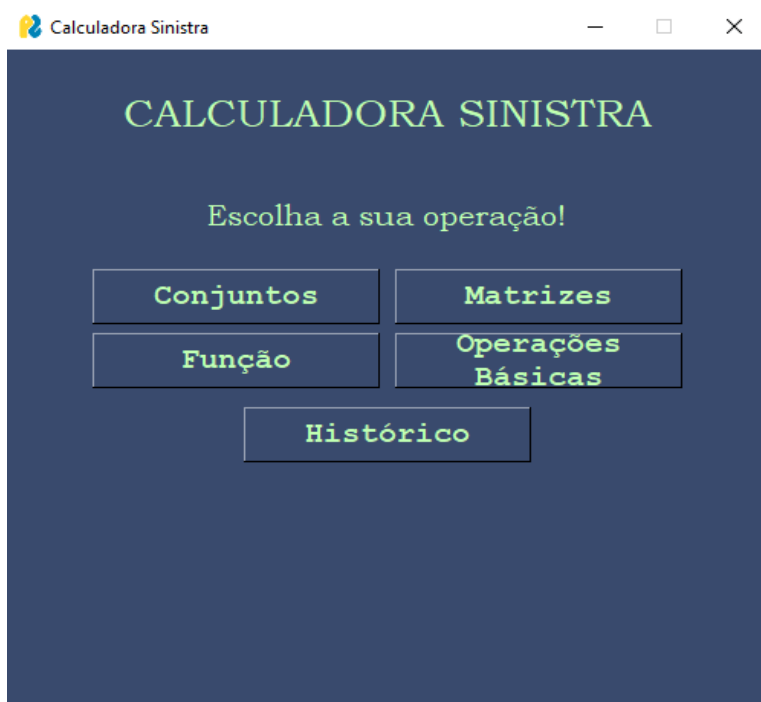 Calculadora Sinistra
CALCULADORA SINISTRA
Escolha a sua operação!
Conjuntos
Matrizes
Função
Operações
Básicas
Histórico